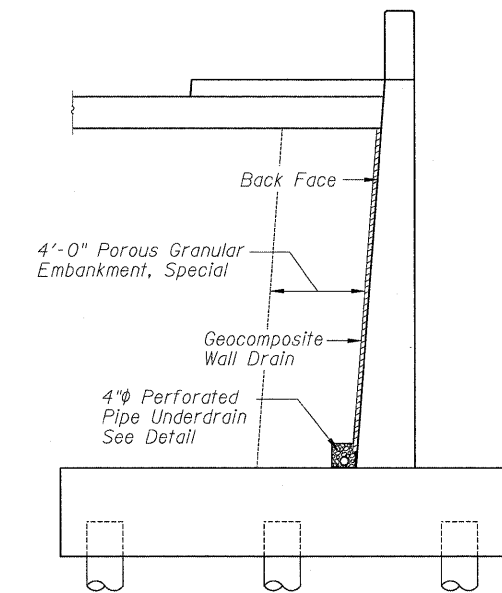 Back Face
4'-0" Porous Granular
Embankment, Special
Geocomposite
Wall Drain
4"ϕ Perforated
Pipe Underdrain
See Detail